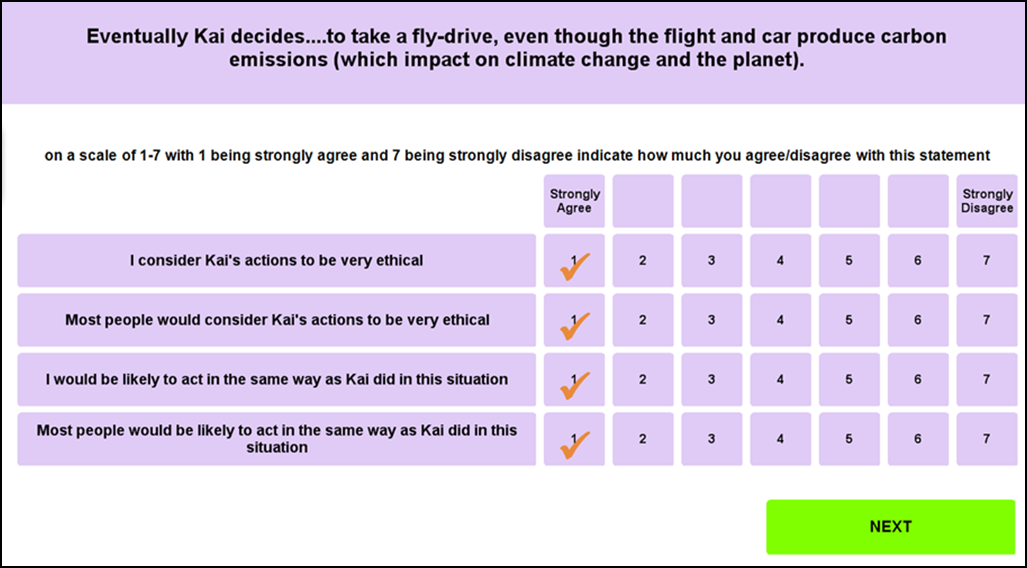 Eventually Kai decides....to take a fly-drive, even though the flight and car produce carbon
emissions (which impact on climate change and the planet).
on a scale of 1-7 with 1 being strongly agree and 7 being strongly disagree indicate how much you agree/disagree with this statement
Strongly
Agree
Strongly
Disagree
I consider Kai's actions to be very ethical 1 2 3 4 5 6 7
Most people would consider Kai's actions to be very ethical 1 2 3 4 5 6 7
I would be likely to act in the same way as Kai did in this situation 1 2 3 4 5 6 7
Most people would be likely to act in the same way as Kai did in this
situation 1 2 3 4 5 6 7
NEXT